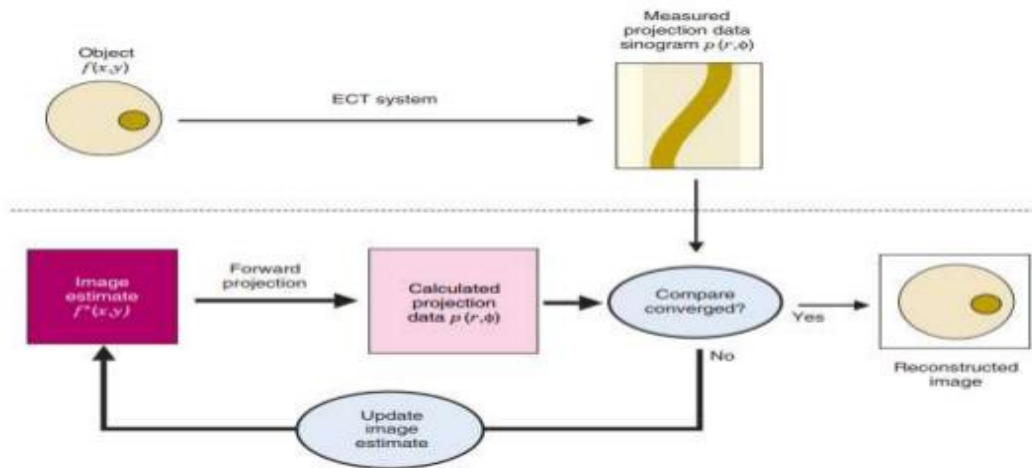 Measured
projection data
sinogram p (r,ϕ)
Object
f(x,y)
ECT system
Image
estimate
f*(x,y)
Forward
projection
Calculated
projection
data p (r,ϕ)
Compare
converged?
Yes
No
Reconstructed
image
Update
image
estimate